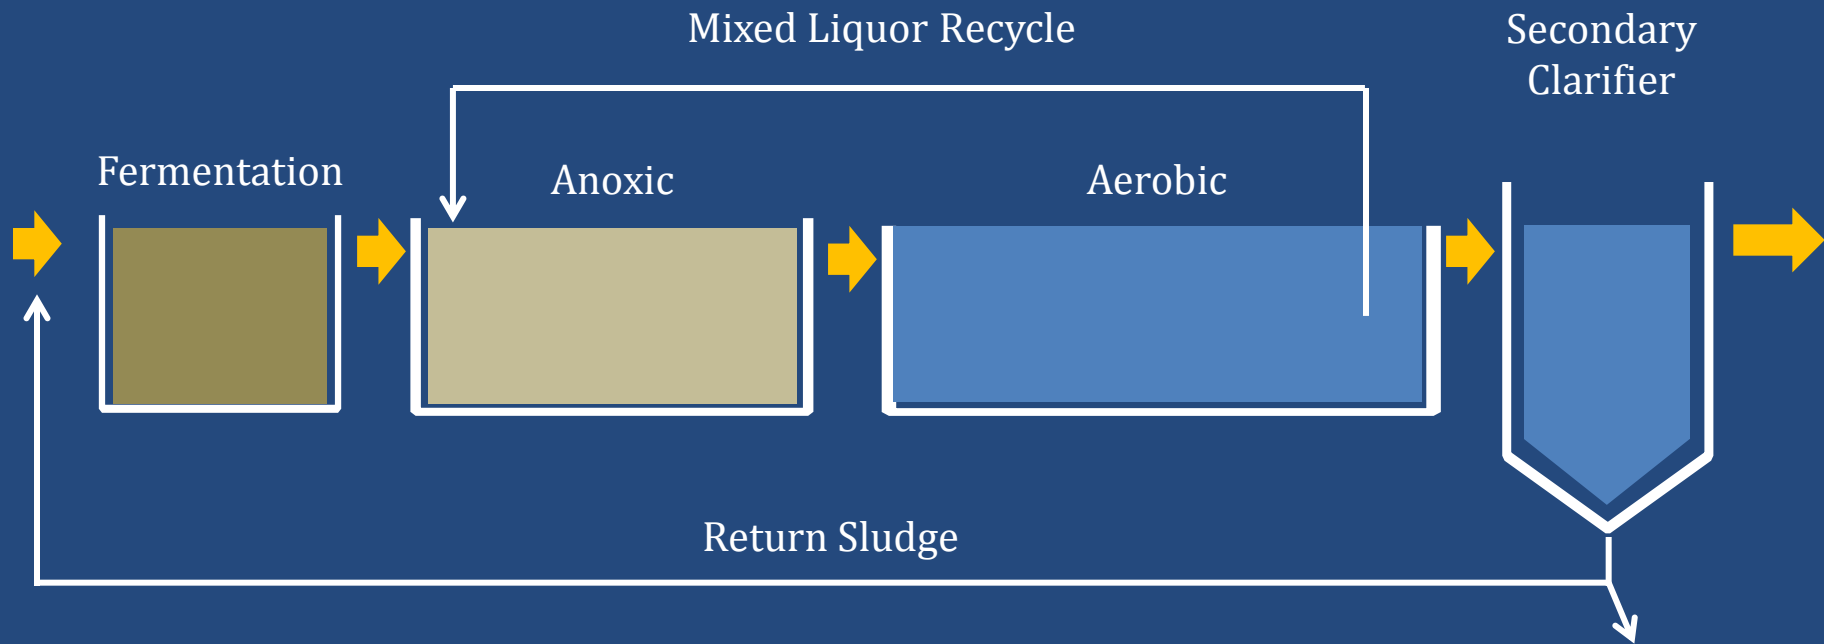 Mixed Liquor Recycle
Secondary
Clarifier
Fermentation
Anoxic
Aerobic
Return Sludge